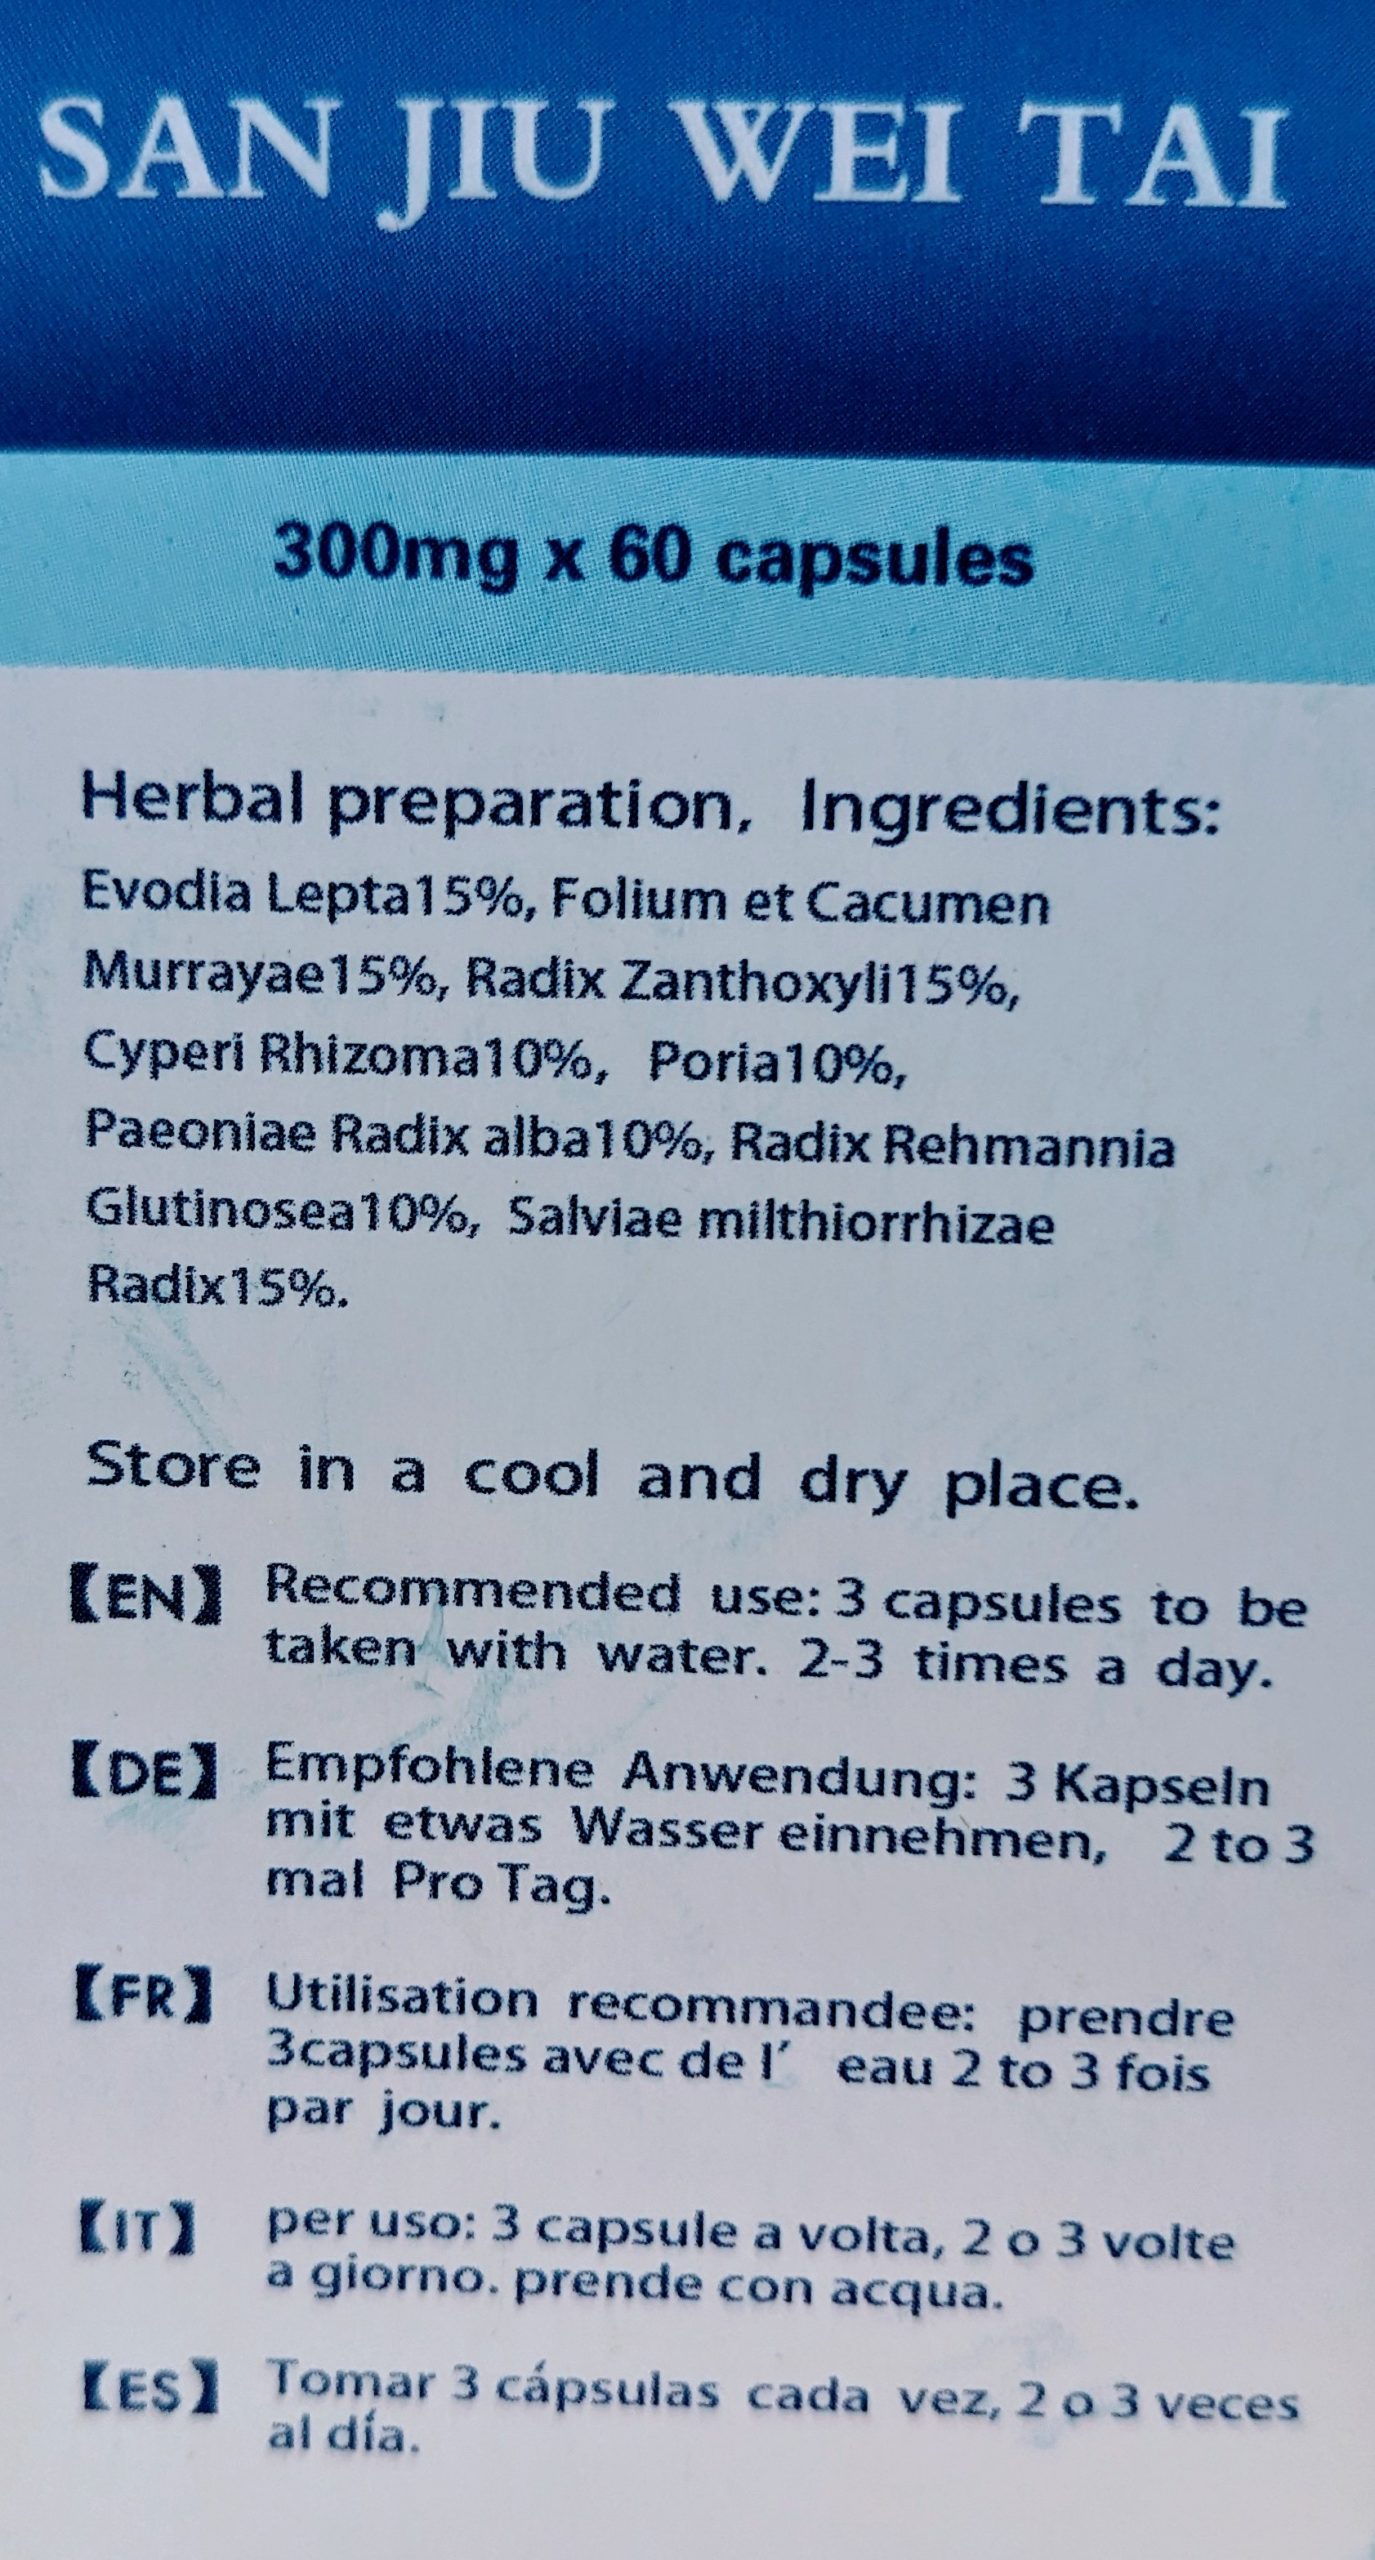 SAN JIU WEI TAI
300mg x 60 capsules
Herbal preparation, Ingredients:
Evodia Lepta15%, Folium et Cacumen
Murrayae15%, Radix Zanthoxyli15%,
Cyperi Rhizoma10%, Poria10%,
Paeoniae Radix alba10%, Radix Rehmannia
Glutinosea10%, Salviae milthiorrhizae
Radix15%.
Store in a cool and dry place.
【EN】 Recommended use: 3 capsules to be
taken with water. 2-3 times a day.
【DE】 Empfohlene Anwendung: 3 Kapseln
mit etwas Wasser einnehmen, 2 to 3
mal Pro Tag.
【FR】 Utilisation recommandee: prendre
3capsules avec de l′ eau 2 to 3 fois
par jour.
【IT】 per uso: 3 capsule a volta, 2 o 3 volte
a giorno. prende con acqua.
【ES】 Tomar 3 cápsulas cada vez, 2 o 3 veces
al día.